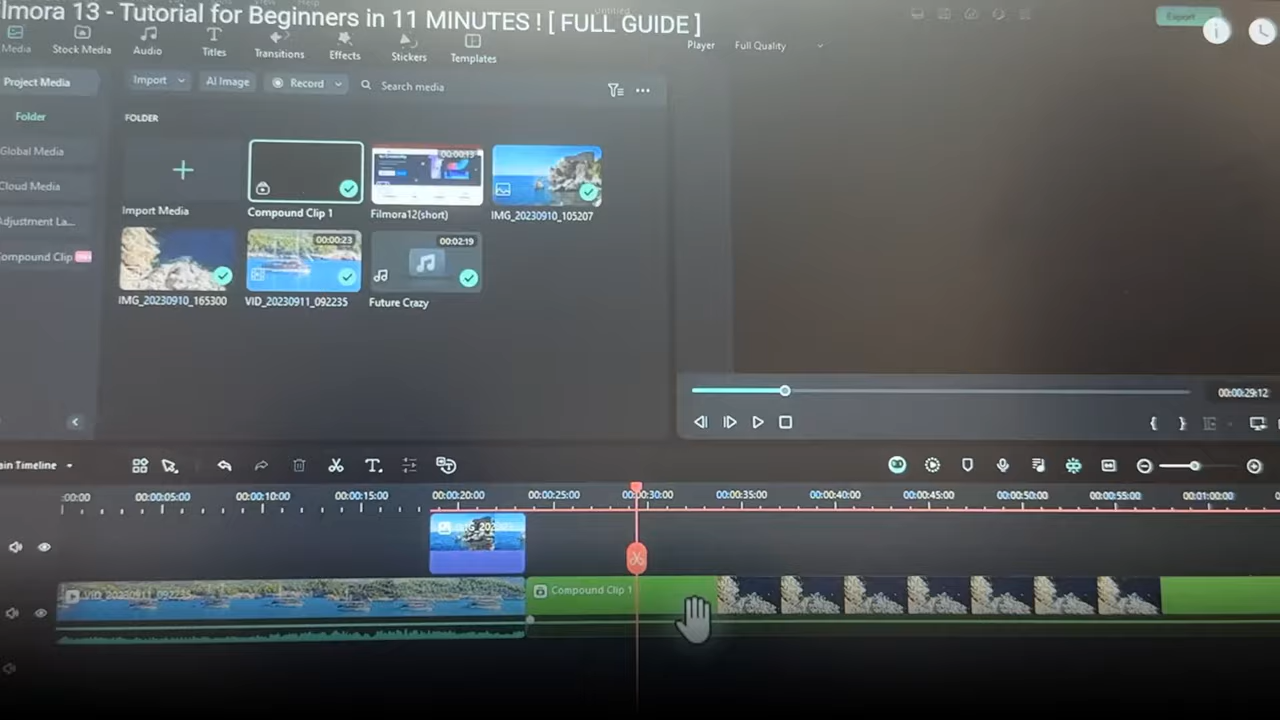 lmora 13 - Tutorial for Beginners in 11 MINUTES ! [ FULL GUIDE ]
Untitled
Export
Media
Stock Media
Audio
Titles
Transitions
Effects
Stickers
Templates
Player
Full Quality
Project Media
Import
AI Image
Record
Search media
Folder
FOLDER
Global Media
Cloud Media
Adjustment La...
Compound Clip
Import Media
Compound Clip 1
00:00:13
Filmora12(short)
IMG_20230910_105207
IMG_20230910_165300
00:00:23
VID_20230911_092235
00:02:19
Future Crazy
00:00:29:12
ain Timeline
:00:00
00:00:05:00
00:00:10:00
00:00:15:00
00:00:20:00
00:00:25:00
00:00:30:00
00:00:35:00
00:00:40:00
00:00:45:00
00:00:50:00
00:00:55:00
00:01:00:00
VID_20230911_092235
Compound Clip 1